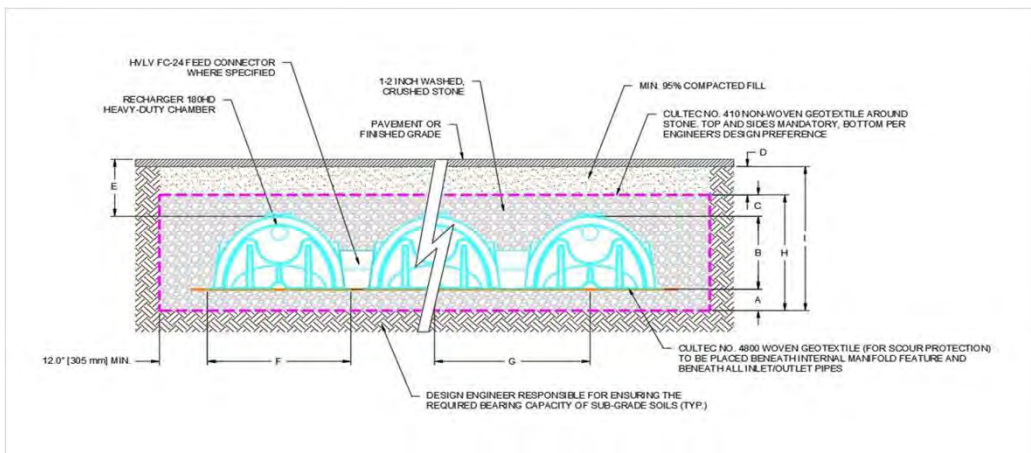 HVLV FC-24 FEED CONNECTOR
WHERE SPECIFIED
RECHARGER 180HD
HEAVY-DUTY CHAMBER
1-2 INCH WASHED,
CRUSHED STONE
PAVEMENT OR
FINISHED GRADE
MIN. 95% COMPACTED FILL
CULTEC NO. 410 NON-WOVEN GEOTEXTILE AROUND
STONE. TOP AND SIDES MANDATORY, BOTTOM PER
ENGINEER'S DESIGN PREFERENCE
D
E
C
B
H
I
A
12.0" [305 mm] MIN.
F
G
CULTEC NO. 4800 WOVEN GEOTEXTILE (FOR SCOUR PROTECTION)
TO BE PLACED BENEATH INTERNAL MANIFOLD FEATURE AND
BENEATH ALL INLET/OUTLET PIPES
DESIGN ENGINEER RESPONSIBLE FOR ENSURING THE
REQUIRED BEARING CAPACITY OF SUB-GRADE SOILS (TYP.)